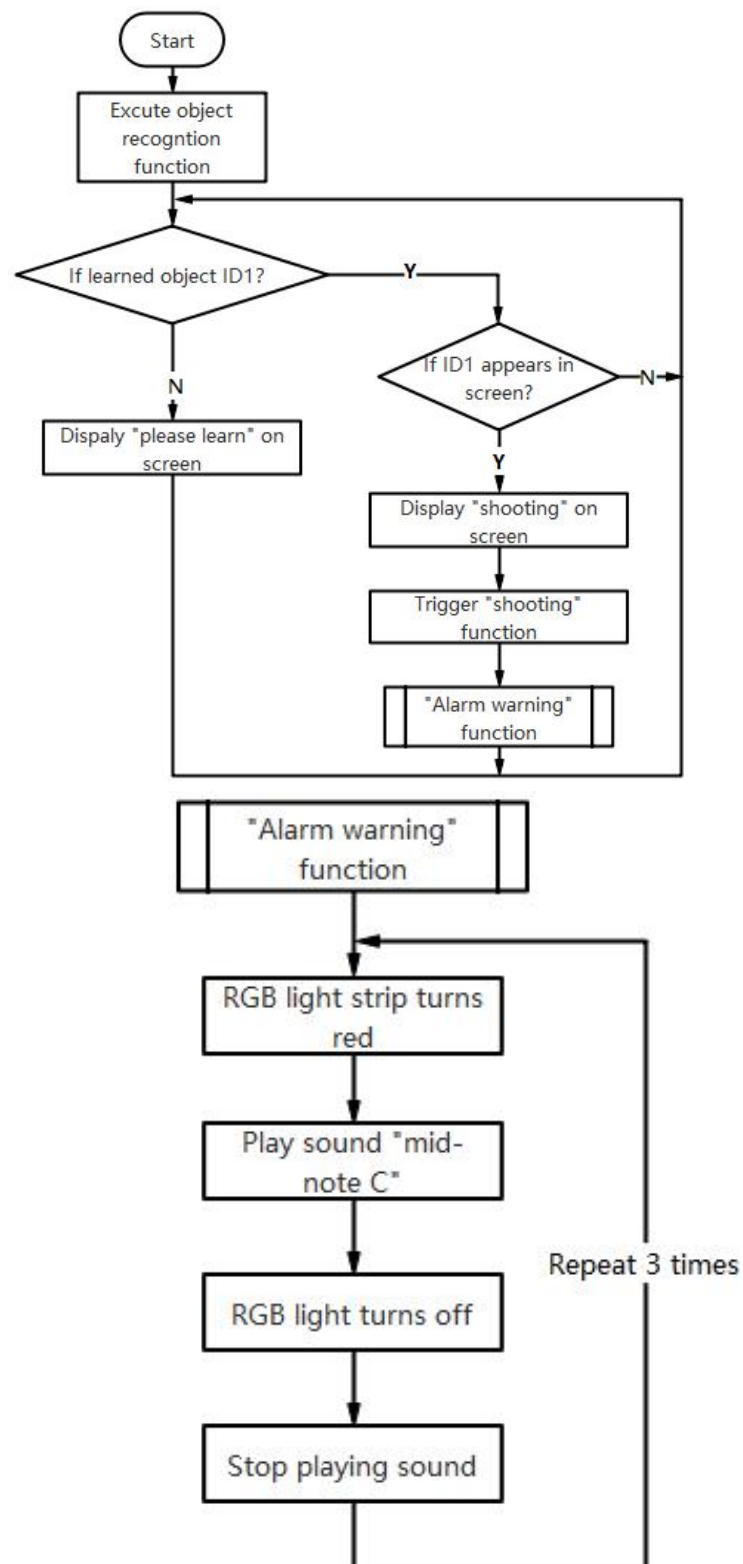 Start
Excute object
recogntion
function
If learned object ID1?
Y
If ID1 appears in
screen?
N
N
Dispaly "please learn" on
screen
Y
Display "shooting" on
screen
Trigger "shooting"
function
"Alarm warning"
function
"Alarm warning"
function
RGB light strip turns
red
Play sound "mid-
note C"
Repeat 3 times
RGB light turns off
Stop playing sound